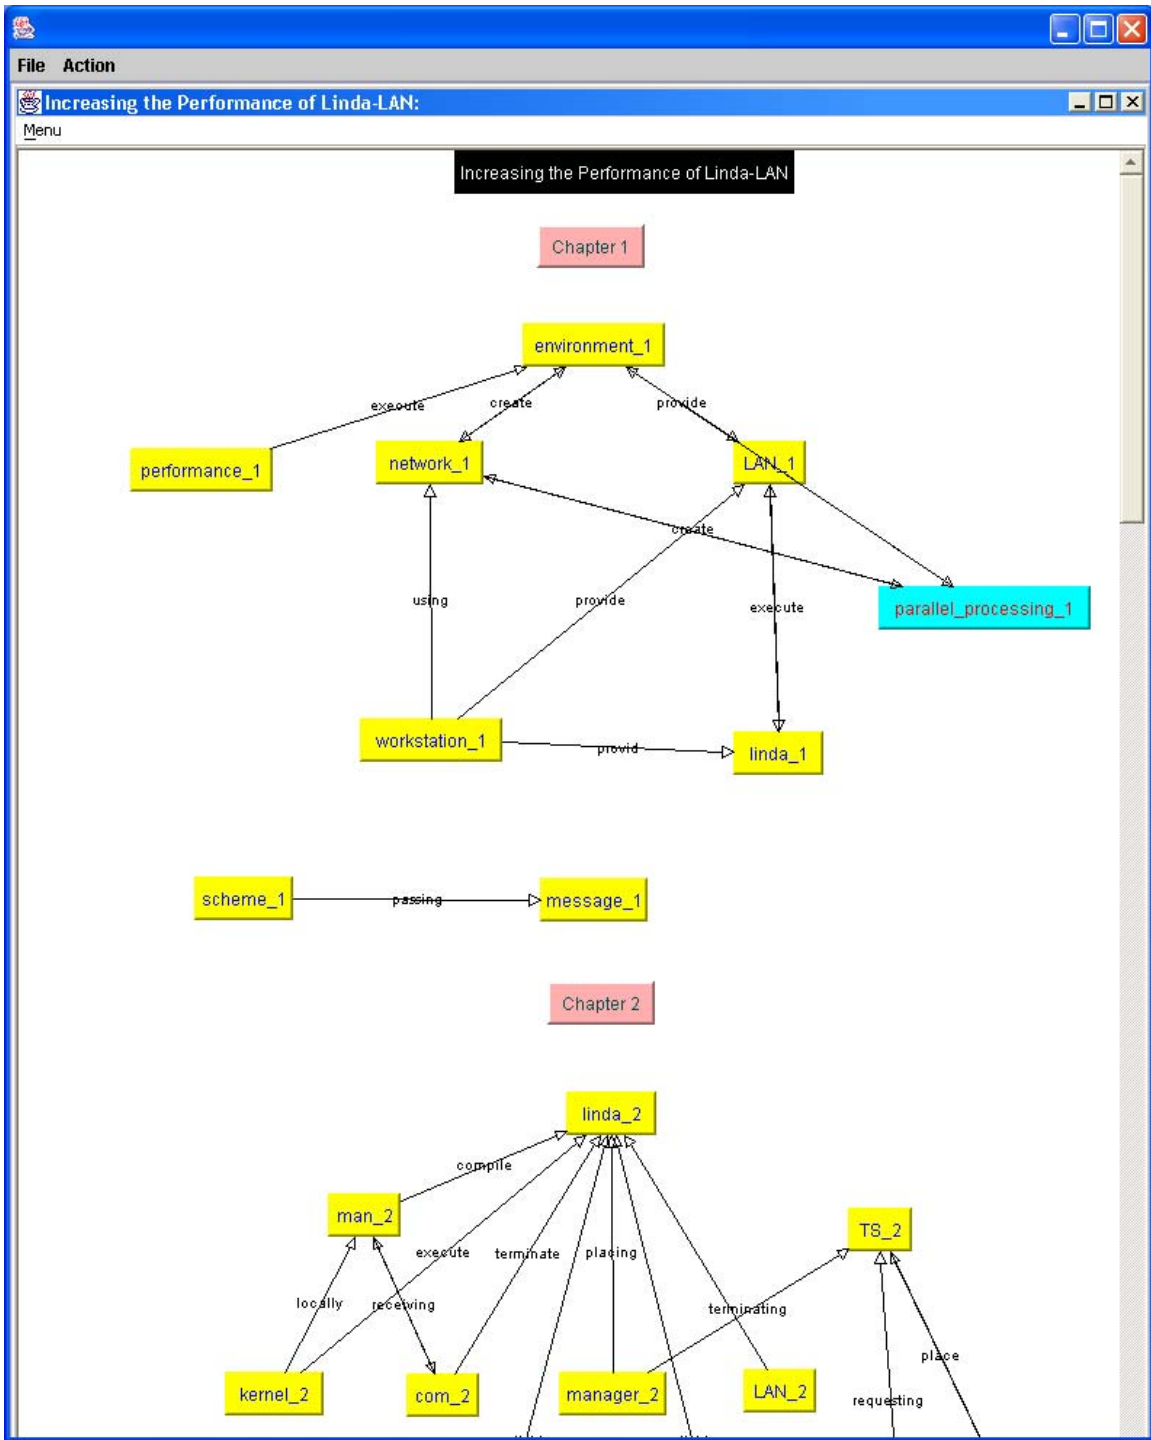 File Action
Increasing the Performance of Linda-LAN:
Menu
Increasing the Performance of Linda-LAN
Chapter 1
environment_1
execute
create
provide
performance_1
network_1
LAN_1
create
using
provide
execute
parallel_processing_1
workstation_1
provid
linda_1
scheme_1
passing
message_1
Chapter 2
linda_2
compile
man_2
TS_2
execute
terminate
placing
locally
receiving
terminating
place
kernel_2
com_2
manager_2
LAN_2
requesting